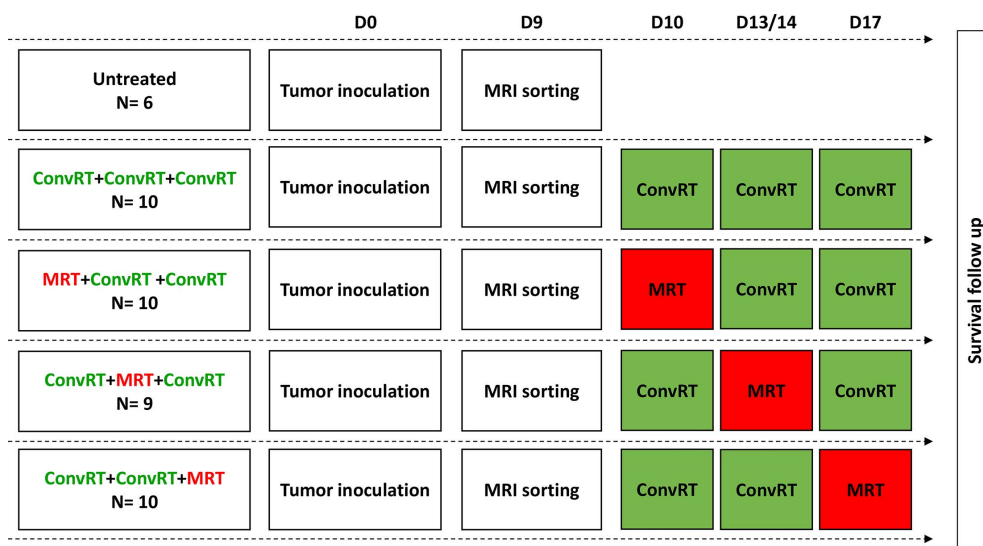 D0 D9 D10 D13/14 D17
Untreated
N= 6
Tumor inoculation
MRI sorting
ConvRT+ConvRT+ConvRT
N= 10
Tumor inoculation
MRI sorting
ConvRT
ConvRT
ConvRT
MRT+ConvRT +ConvRT
N= 10
Tumor inoculation
MRI sorting
MRT
ConvRT
ConvRT
ConvRT+MRT+ConvRT
N= 9
Tumor inoculation
MRI sorting
ConvRT
MRT
ConvRT
ConvRT+ConvRT+MRT
N= 10
Tumor inoculation
MRI sorting
ConvRT
ConvRT
MRT
Survival follow up